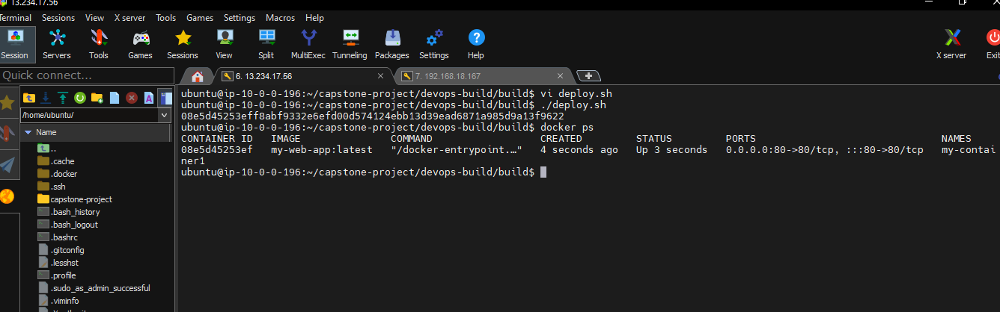 13.234.17.56
Terminal Sessions View X server Tools Games Settings Macros Help
Session Servers Tools Games Sessions View Split MultiExec Tunneling Packages Settings Help X server Exit
Quick connect...
6. 13.234.17.56
7. 192.168.18.167
/home/ubuntu/
Name
..
.cache
.docker
.ssh
capstone-project
.bash_history
.bash_logout
.bashrc
.gitconfig
.lesshst
.profile
.sudo_as_admin_successful
.viminfo
ubuntu@ip-10-0-0-196:~/capstone-project/devops-build/build$ vi deploy.sh
ubuntu@ip-10-0-0-196:~/capstone-project/devops-build/build$ ./deploy.sh
08e5d45253eff8abf9332e6efd00d574124ebb13d39ead6871a985d9a13f9622
ubuntu@ip-10-0-0-196:~/capstone-project/devops-build/build$ docker ps
CONTAINER ID   IMAGE               COMMAND                  CREATED         STATUS         PORTS                               NAMES
08e5d45253ef   my-web-app:latest   "/docker-entrypoint.…"   4 seconds ago   Up 3 seconds   0.0.0.0:80->80/tcp, :::80->80/tcp   my-contai
ner1
ubuntu@ip-10-0-0-196:~/capstone-project/devops-build/build$